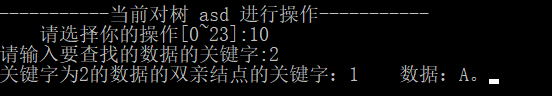 -----------当前对树 asd 进行操作-----------
请选择你的操作[0~23]:10
请输入要查找的数据的关键字:2
关键字为2的数据的双亲结点的关键字：1 数据：A。